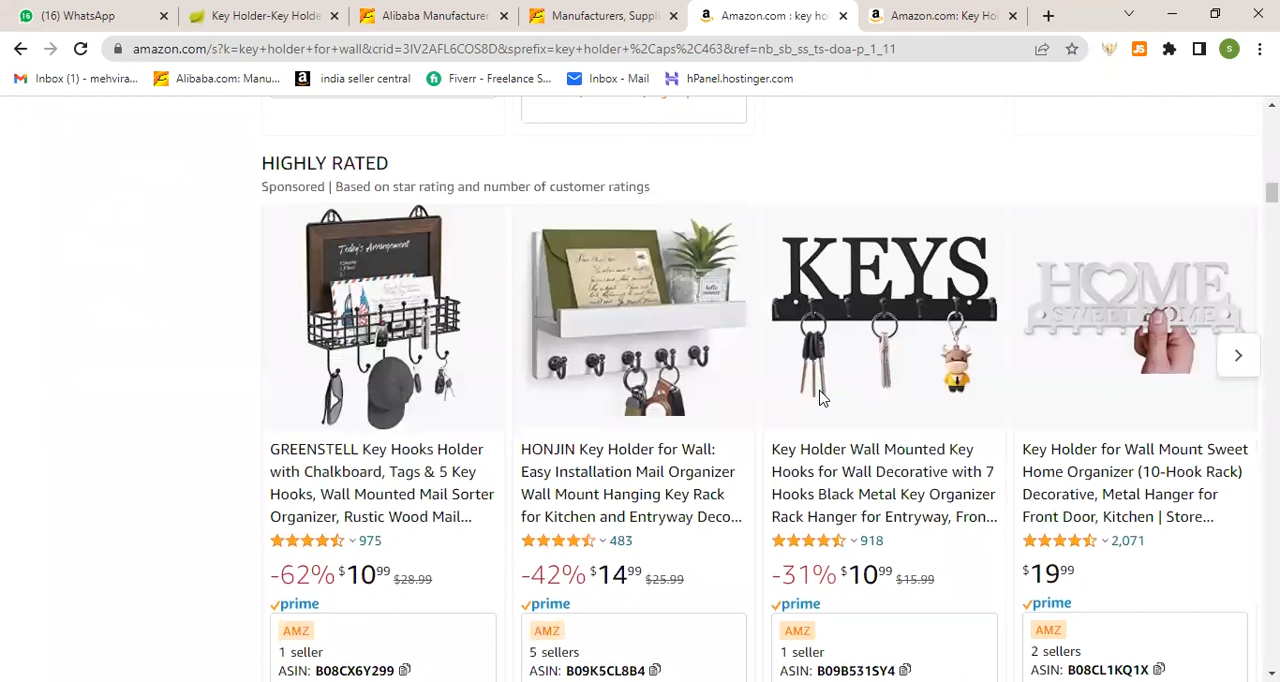 (16) WhatsApp
Key Holder-Key Holde
Alibaba Manufacturer
Manufacturers, Suppli
Amazon.com : key ho
Amazon.com: Key Hol
amazon.com/s?k=key+holder+for+wall&crid=3IV2AFL6COS8D&sprefix=key+holder+%2Caps%2C463&ref=nb_sb_ss_ts-doa-p_1_11
JS
S
Inbox (1) - mehvira...
Alibaba.com: Manu...
india seller central
Fiverr - Freelance S...
Inbox - Mail
hPanel.hostinger.com
HIGHLY RATED
Sponsored | Based on star rating and number of customer ratings
Today's Arrangement
KEYS
HOME
SWEET HOME
GREENSTELL Key Hooks Holder
with Chalkboard, Tags & 5 Key
Hooks, Wall Mounted Mail Sorter
Organizer, Rustic Wood Mail...
975
-62% $10.99 $28.99
prime
AMZ
1 seller
ASIN: B08CX6Y299
HONJIN Key Holder for Wall:
Easy Installation Mail Organizer
Wall Mount Hanging Key Rack
for Kitchen and Entryway Deco...
483
-42% $14.99 $25.99
prime
AMZ
5 sellers
ASIN: B09K5CL8B4
Key Holder Wall Mounted Key
Hooks for Wall Decorative with 7
Hooks Black Metal Key Organizer
Rack Hanger for Entryway, Fron...
918
-31% $10.99 $15.99
prime
AMZ
1 seller
ASIN: B09B531SY4
Key Holder for Wall Mount Sweet
Home Organizer (10-Hook Rack)
Decorative, Metal Hanger for
Front Door, Kitchen | Store...
2,071
$19.99
prime
AMZ
2 sellers
ASIN: B08CL1KQ1X